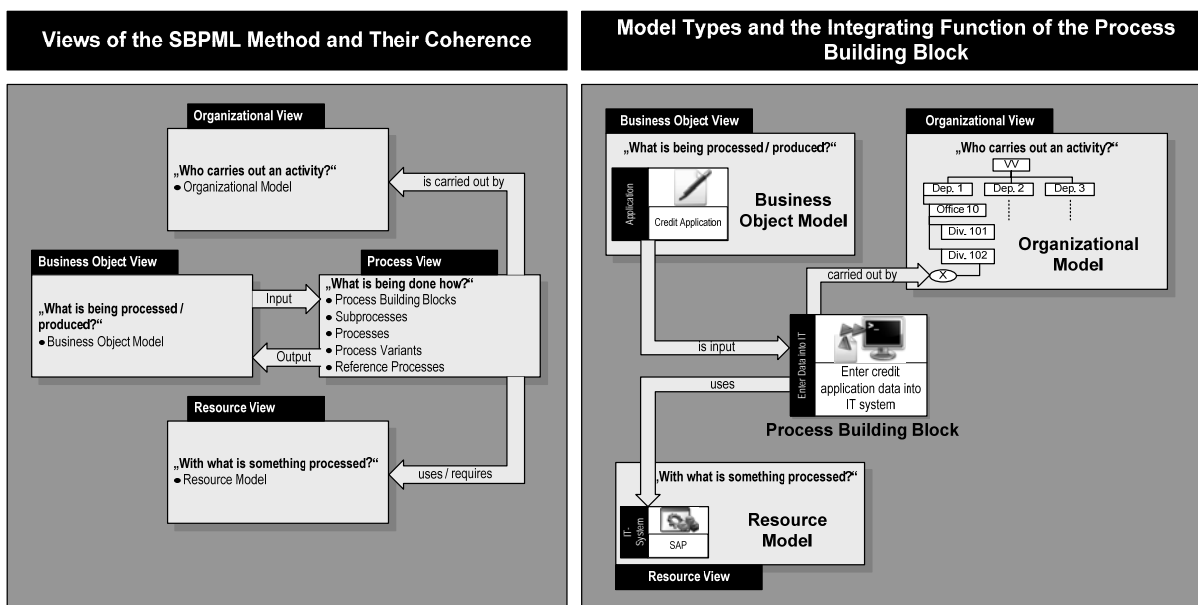 Views of the SBPML Method and Their Coherence
Organizational View
„Who carries out an activity?“
● Organizational Model
is carried out by
Business Object View
„What is being processed /
produced?“
● Business Object Model
Input
Output
Process View
„What is being done how?“
● Process Building Blocks
● Subprocesses
● Processes
● Process Variants
● Reference Processes
Resource View
„With what is something processed?“
● Resource Model
uses / requires
Model Types and the Integrating Function of the Process
Building Block
Business Object View
„What is being processed / produced?“
Application
Credit Application
Business
Object Model
Organizational View
„Who carries out an activity?“
VV
Dep. 1
Dep. 2
Dep. 3
Office 10
Div. 101
Div. 102
X
Organizational
Model
carried out by
is input
uses
Enter Data into IT
>_
Enter credit
application data into
IT system
Process Building Block
„With what is something processed?“
IT-
System
SAP
Resource
Model
Resource View